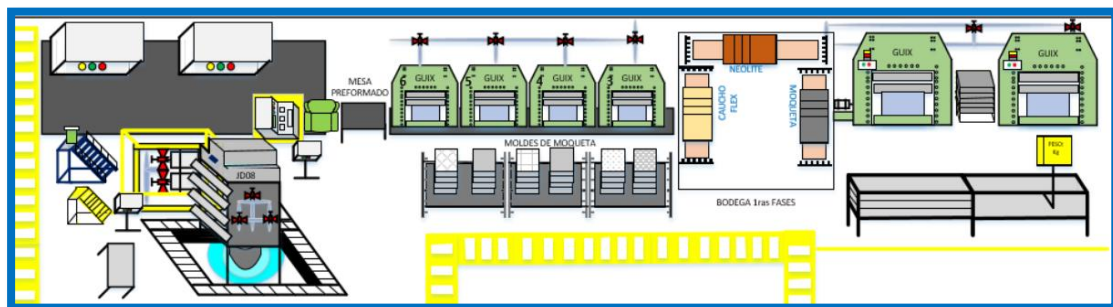 MESA
PREFORMADO
6
GUIX
5
GUIX
4
GUIX
3
GUIX
NEOLITE
CAUCHO
FLEX
MOQUETA
GUIX
GUIX
MOLDES DE MOQUETA
JD08
BODEGA 1ras FASES
PESO:
Kg